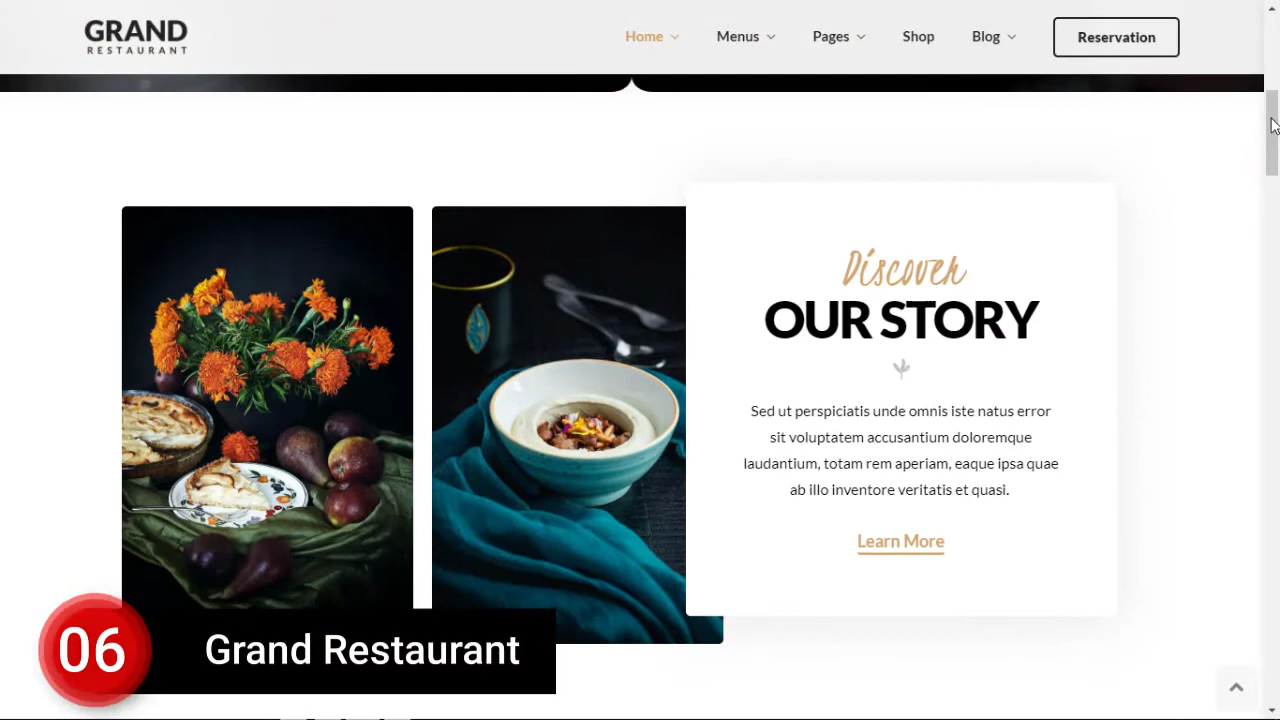 GRAND
RESTAURANT
Home
Menus
Pages
Shop
Blog
Reservation
Discover
OUR STORY
Sed ut perspiciatis unde omnis iste natus error
sit voluptatem accusantium doloremque
laudantium, totam rem aperiam, eaque ipsa quae
ab illo inventore veritatis et quasi.
Learn More
06
Grand Restaurant